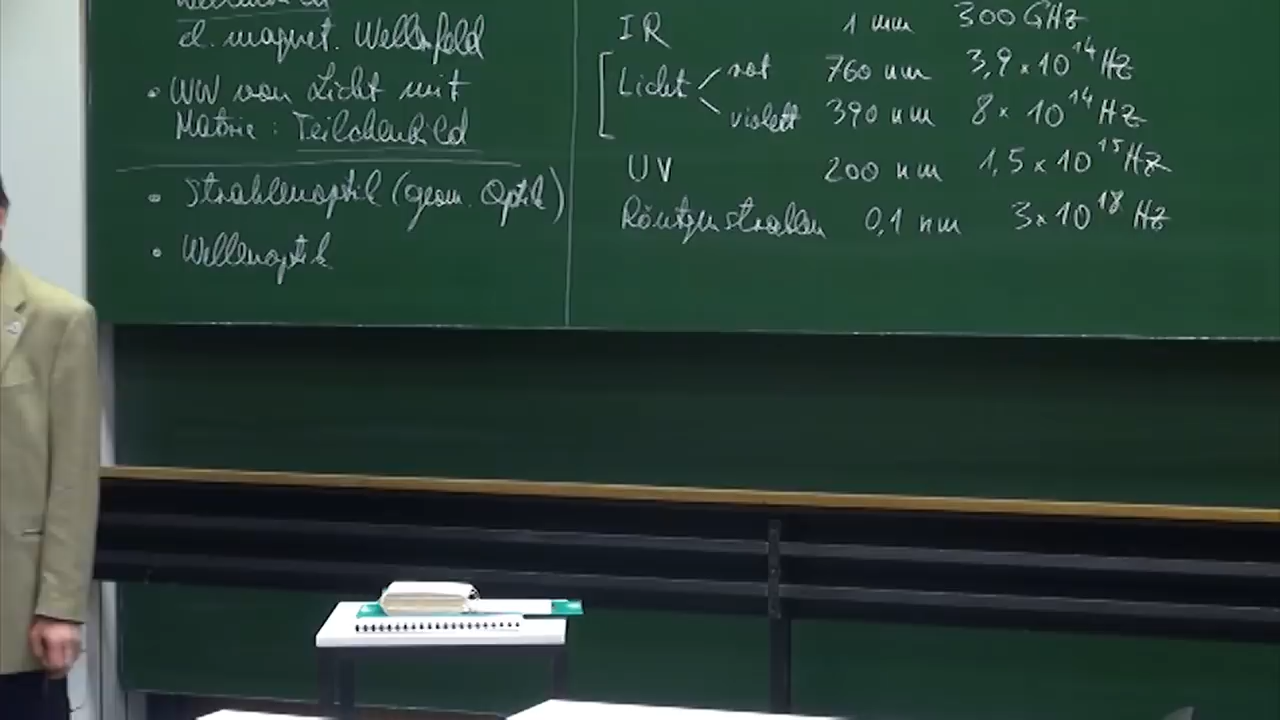 d. magnet. Wellenfeld
• WW von Licht mit
Materie : Teilchenbild
• Strahlenoptik (geom. Optik)
• Wellenoptik
IR 1 mm 300 GHz
Licht rot 760 nm 3,9 × 10¹⁴ Hz
violett 390 nm 8 × 10¹⁴ Hz
UV 200 nm 1,5 × 10¹⁵ Hz
Röntgenstrahlen 0,1 nm 3 × 10¹⁸ Hz